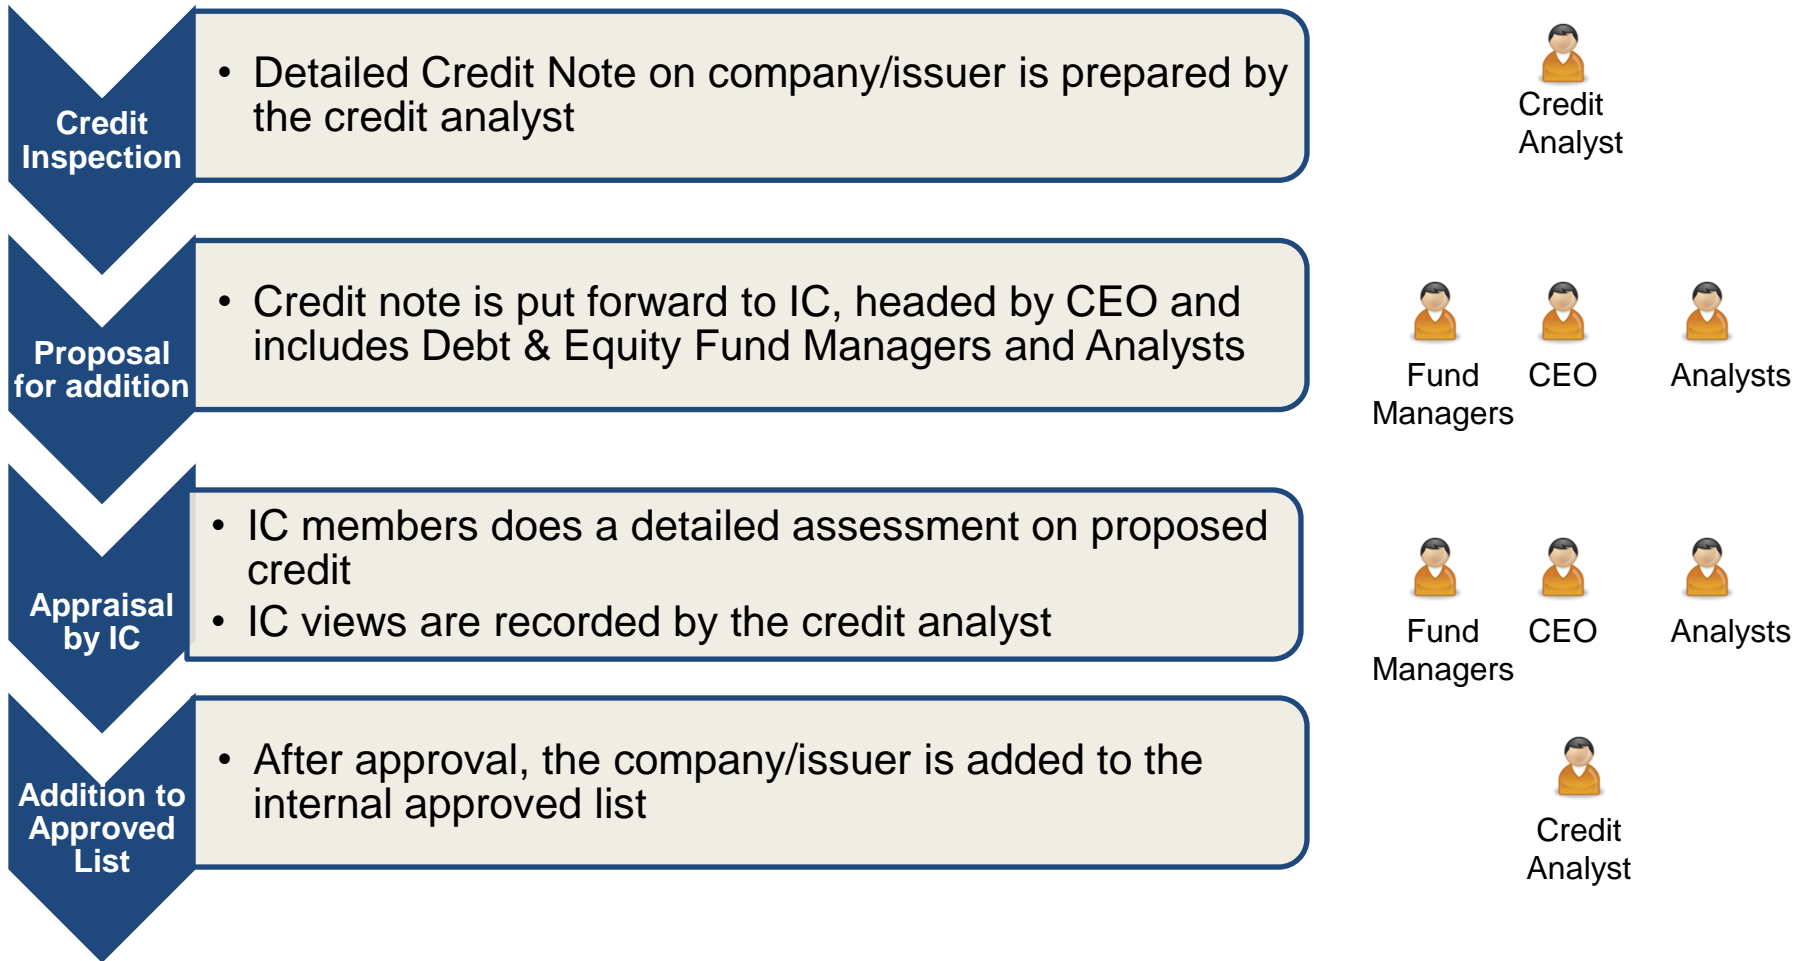 Credit
Inspection
• Detailed Credit Note on company/issuer is prepared by
the credit analyst
Credit
Analyst
Proposal
for addition
• Credit note is put forward to IC, headed by CEO and
includes Debt & Equity Fund Managers and Analysts
Fund
Managers
CEO
Analysts
Appraisal
by IC
• IC members does a detailed assessment on proposed
credit
• IC views are recorded by the credit analyst
Fund
Managers
CEO
Analysts
Addition to
Approved
List
• After approval, the company/issuer is added to the
internal approved list
Credit
Analyst